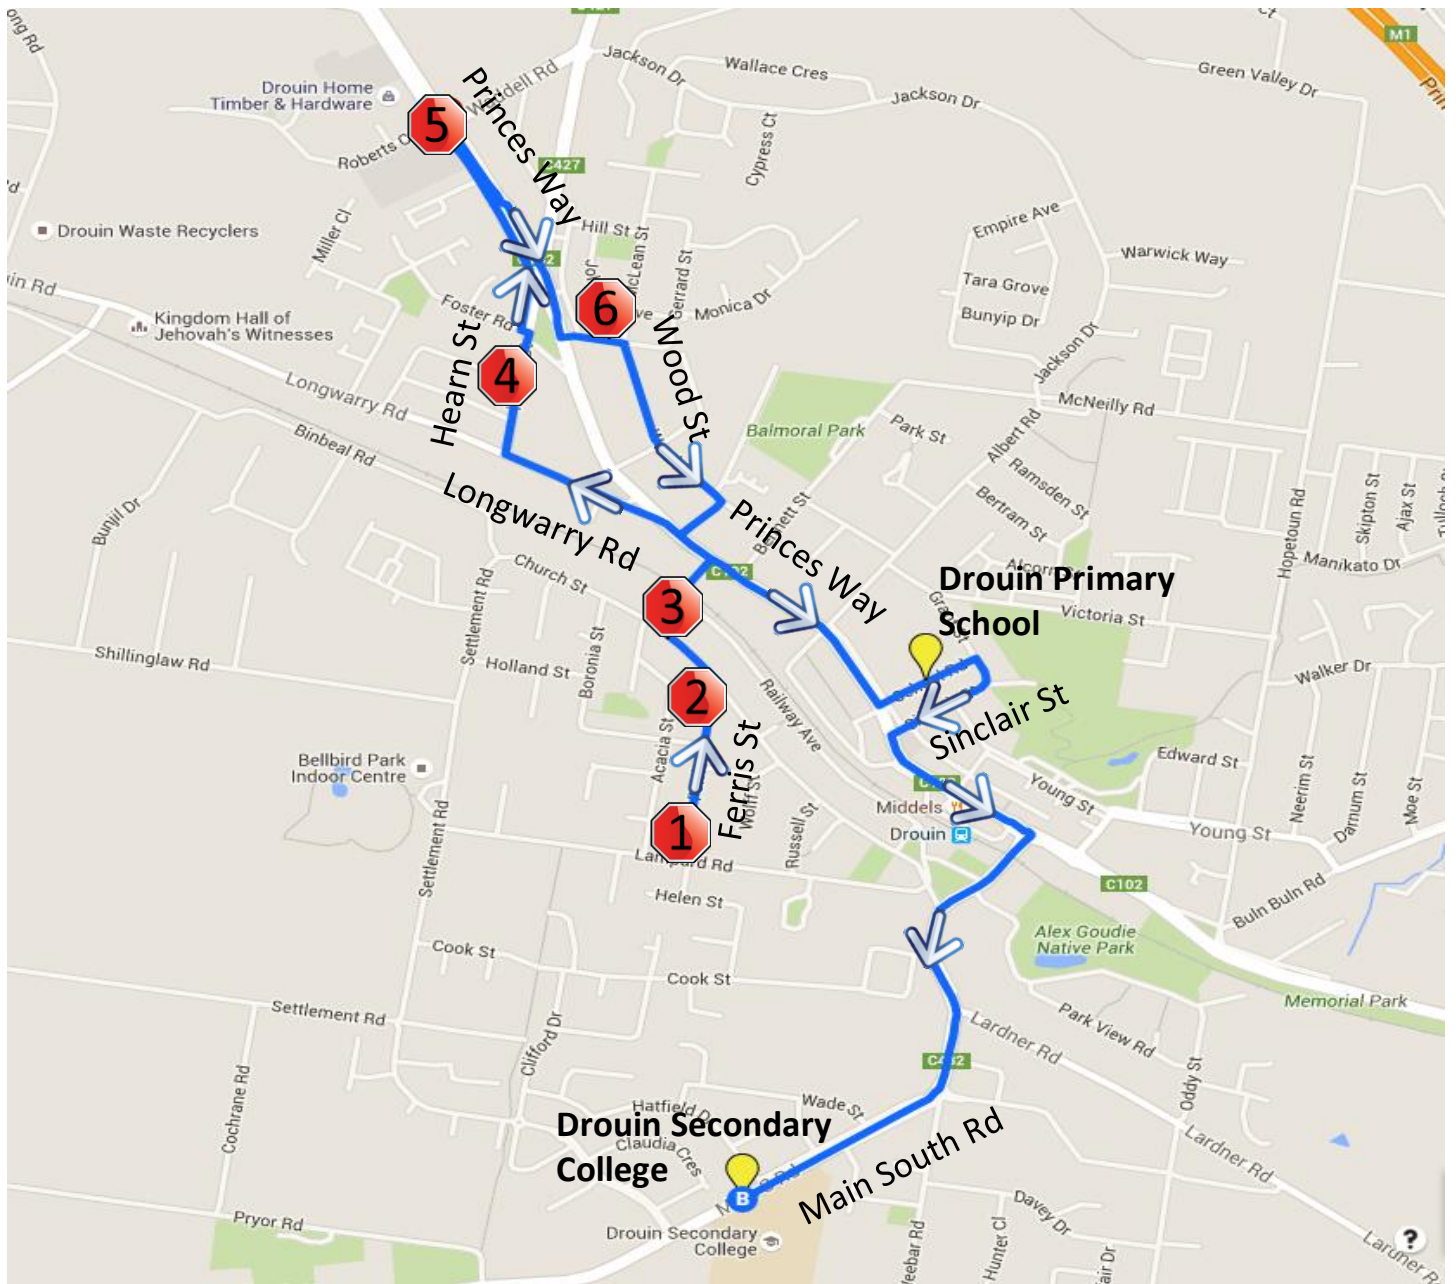 M1
Green Valley Dr
Wallace Cres
Jackson Dr
Jackson Dr
Drouin Home
Timber & Hardware
5
Princes Way
Roberts
C427
Cypress Ct
Miller Cl
Drouin Waste Recyclers
Hill St
McLean St
Empire Ave
Warwick Way
Tara Grove
Bunyip Dr
Monica Dr
6
Foster Rd
Kingdom Hall of
Jehovah's Witnesses
Hearn St
4
Wood St
Jackson Dr
McNeilly Rd
Longwarry Rd
Binbeal Rd
Balmoral Park
Park St
Albert Rd
Ramsden St
Bertram St
Bunjil Dr
Longwarry Rd
Princes Way
Hopetoun Rd
Skipton St
Ajax St
Manikato Dr
Church St
3
Drouin Primary
School
Victoria St
Settlement Rd
Boronia St
Holland St
Shillinglaw Rd
2
Railway Ave
Walker Dr
Sinclair St
Acacia St
Ferris St
Bellbird Park
Indoor Centre
Edward St
Young St
Young St
Neerim St
Darnum St
Moe St
Middels
Drouin
1
Russell St
Lampard Rd
Settlement Rd
Helen St
C102
Buln Buln Rd
Alex Goudie
Native Park
Cook St
Cook St
Memorial Park
Settlement Rd
Park View Rd
Lardner Rd
Clifford Dr
Cochrane Rd
Oddy St
Hatfield
Wade St
Drouin Secondary
College
Claudia Cres
Main South Rd
Lardner Rd
B
Pryor Rd
Drouin Secondary
College
Davey Dr
Hunter Cl
?